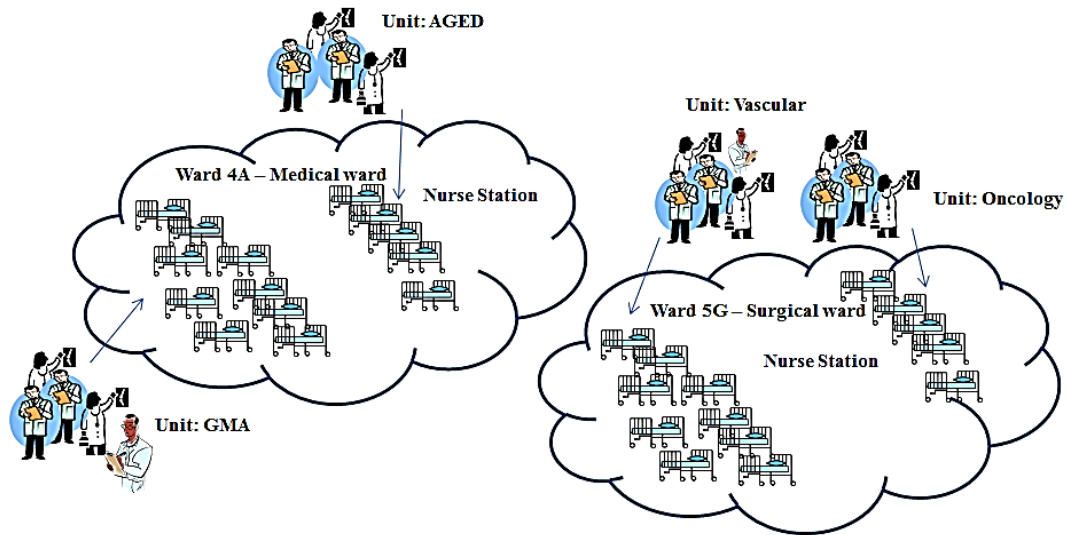 Unit: AGED
Ward 4A – Medical ward
Nurse Station
Unit: GMA
Unit: Vascular
Unit: Oncology
Ward 5G – Surgical ward
Nurse Station